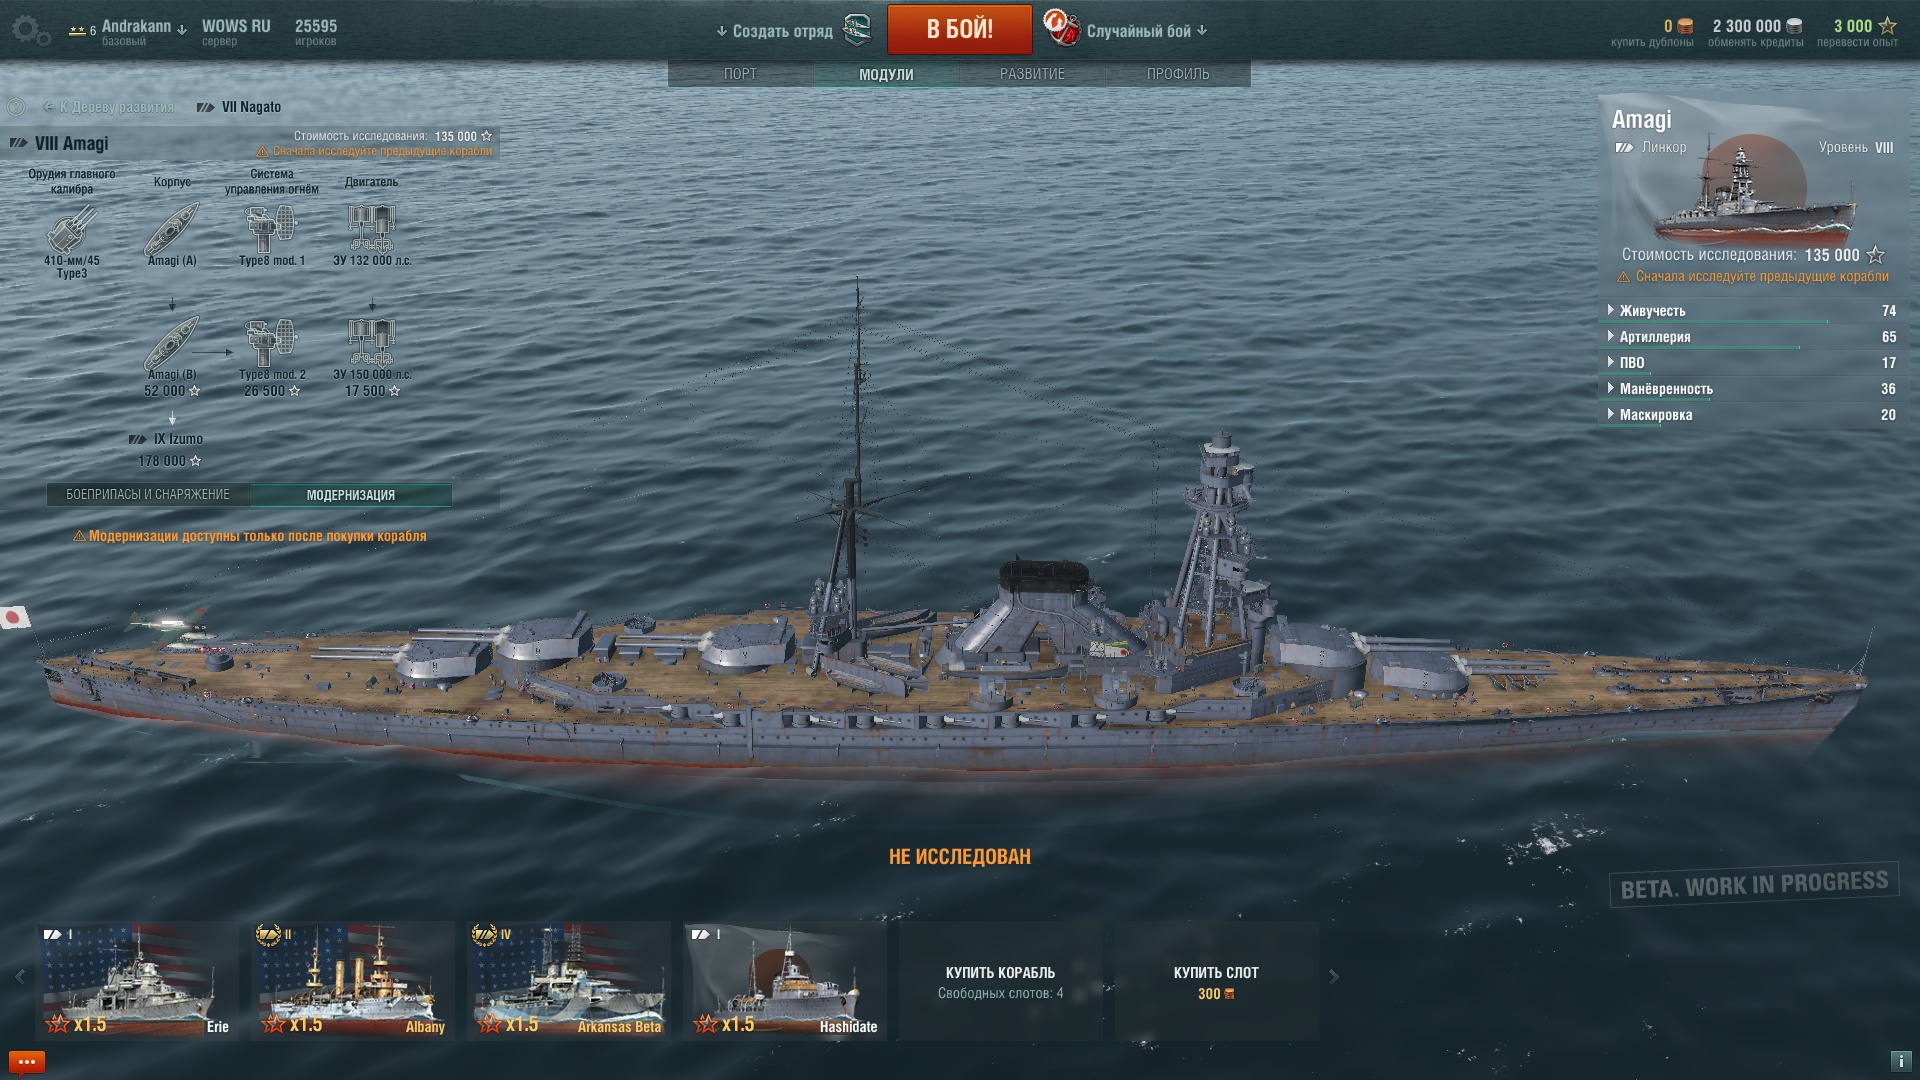 6 Andrakann
базовый
WOWS RU
сервер
25595
игроков
Создать отряд
В БОЙ!
Случайный бой
0
купить дублоны
2 300 000
обменять кредиты
3 000
перевести опыт
ПОРТ
МОДУЛИ
РАЗВИТИЕ
ПРОФИЛЬ
К Дереву развития
VII Nagato
VIII Amagi
Стоимость исследования: 135 000
Сначала исследуйте предыдущие корабли
Орудия главного
калибра
Корпус
Система
управления огнём
Двигатель
410-мм/45
Type3
Amagi (A)
Type8 mod. 1
ЭУ 132 000 л.с.
Amagi (B)
52 000
Type8 mod. 2
26 500
ЭУ 150 000 л.с.
17 500
IX Izumo
178 000
БОЕПРИПАСЫ И СНАРЯЖЕНИЕ
МОДЕРНИЗАЦИЯ
Модернизации доступны только после покупки корабля
Amagi
Линкор
Уровень VIII
Стоимость исследования: 135 000
Сначала исследуйте предыдущие корабли
Живучесть 74
Артиллерия 65
ПВО 17
Манёвренность 36
Маскировка 20
НЕ ИССЛЕДОВАН
BETA. WORK IN PROGRESS
I
x1.5
Erie
II
x1.5
Albany
IV
x1.5
Arkansas Beta
I
x1.5
Hashidate
КУПИТЬ КОРАБЛЬ
Свободных слотов: 4
КУПИТЬ СЛОТ
300